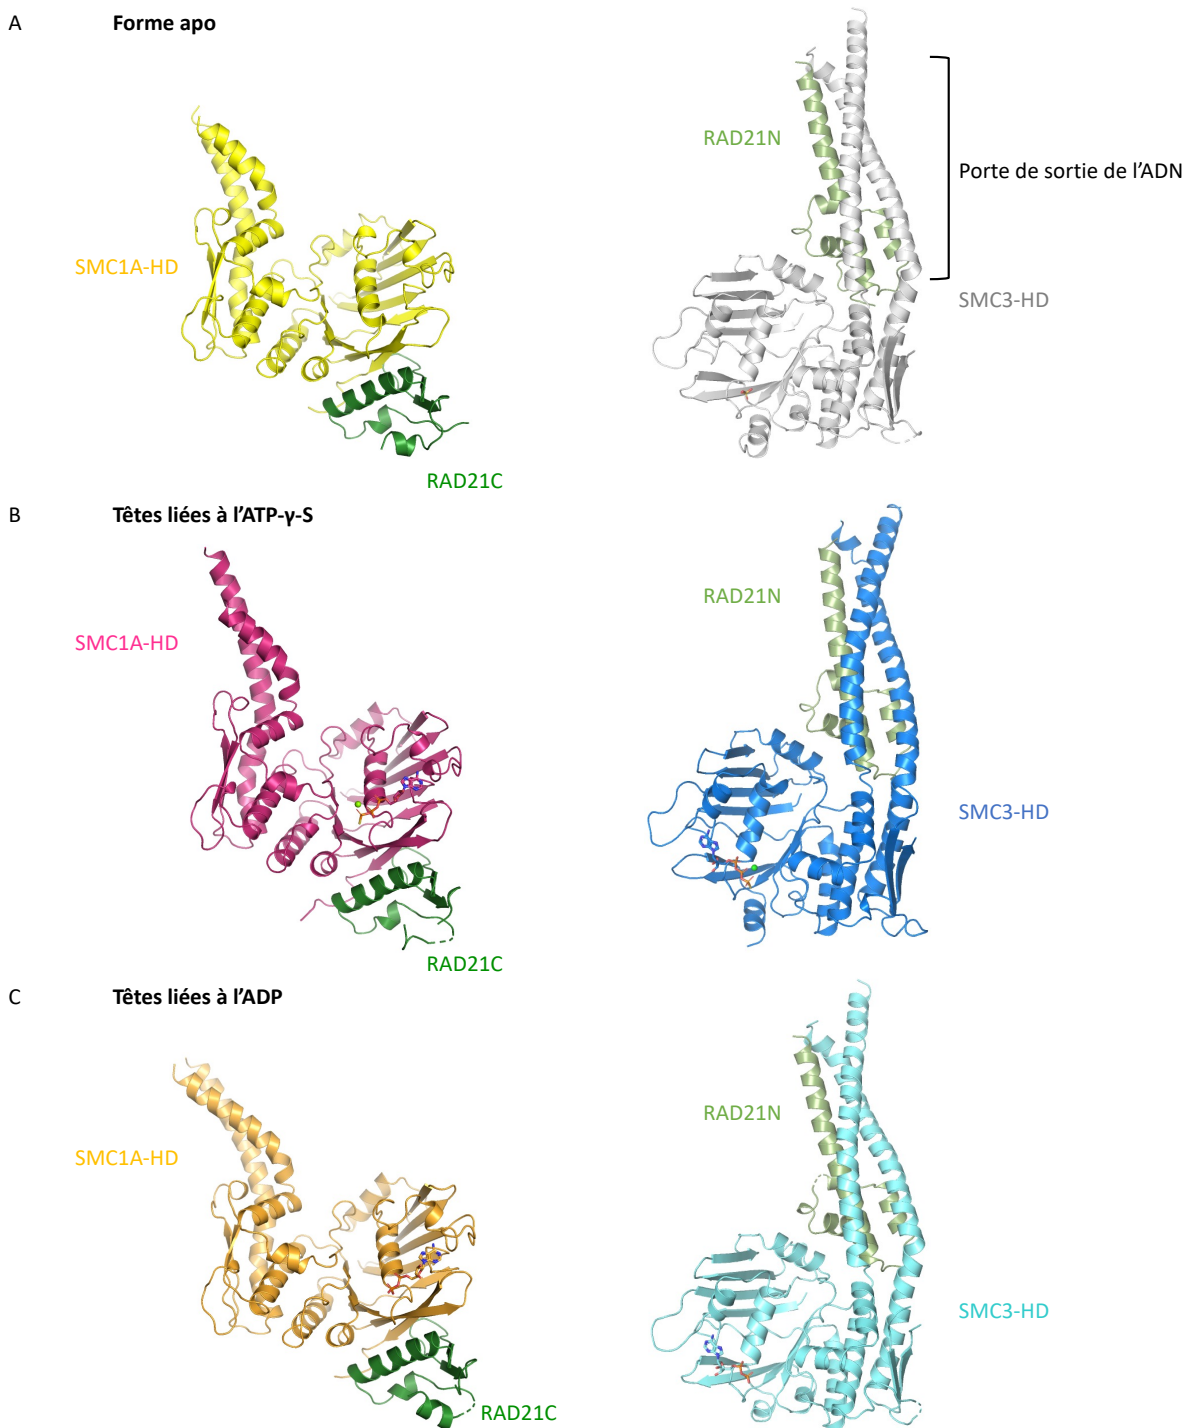 A Forme apo
RAD21N
Porte de sortie de l’ADN
SMC1A-HD
SMC3-HD
RAD21C
B Têtes liées à l’ATP-γ-S
RAD21N
SMC1A-HD
SMC3-HD
RAD21C
C Têtes liées à l’ADP
RAD21N
SMC1A-HD
SMC3-HD
RAD21C